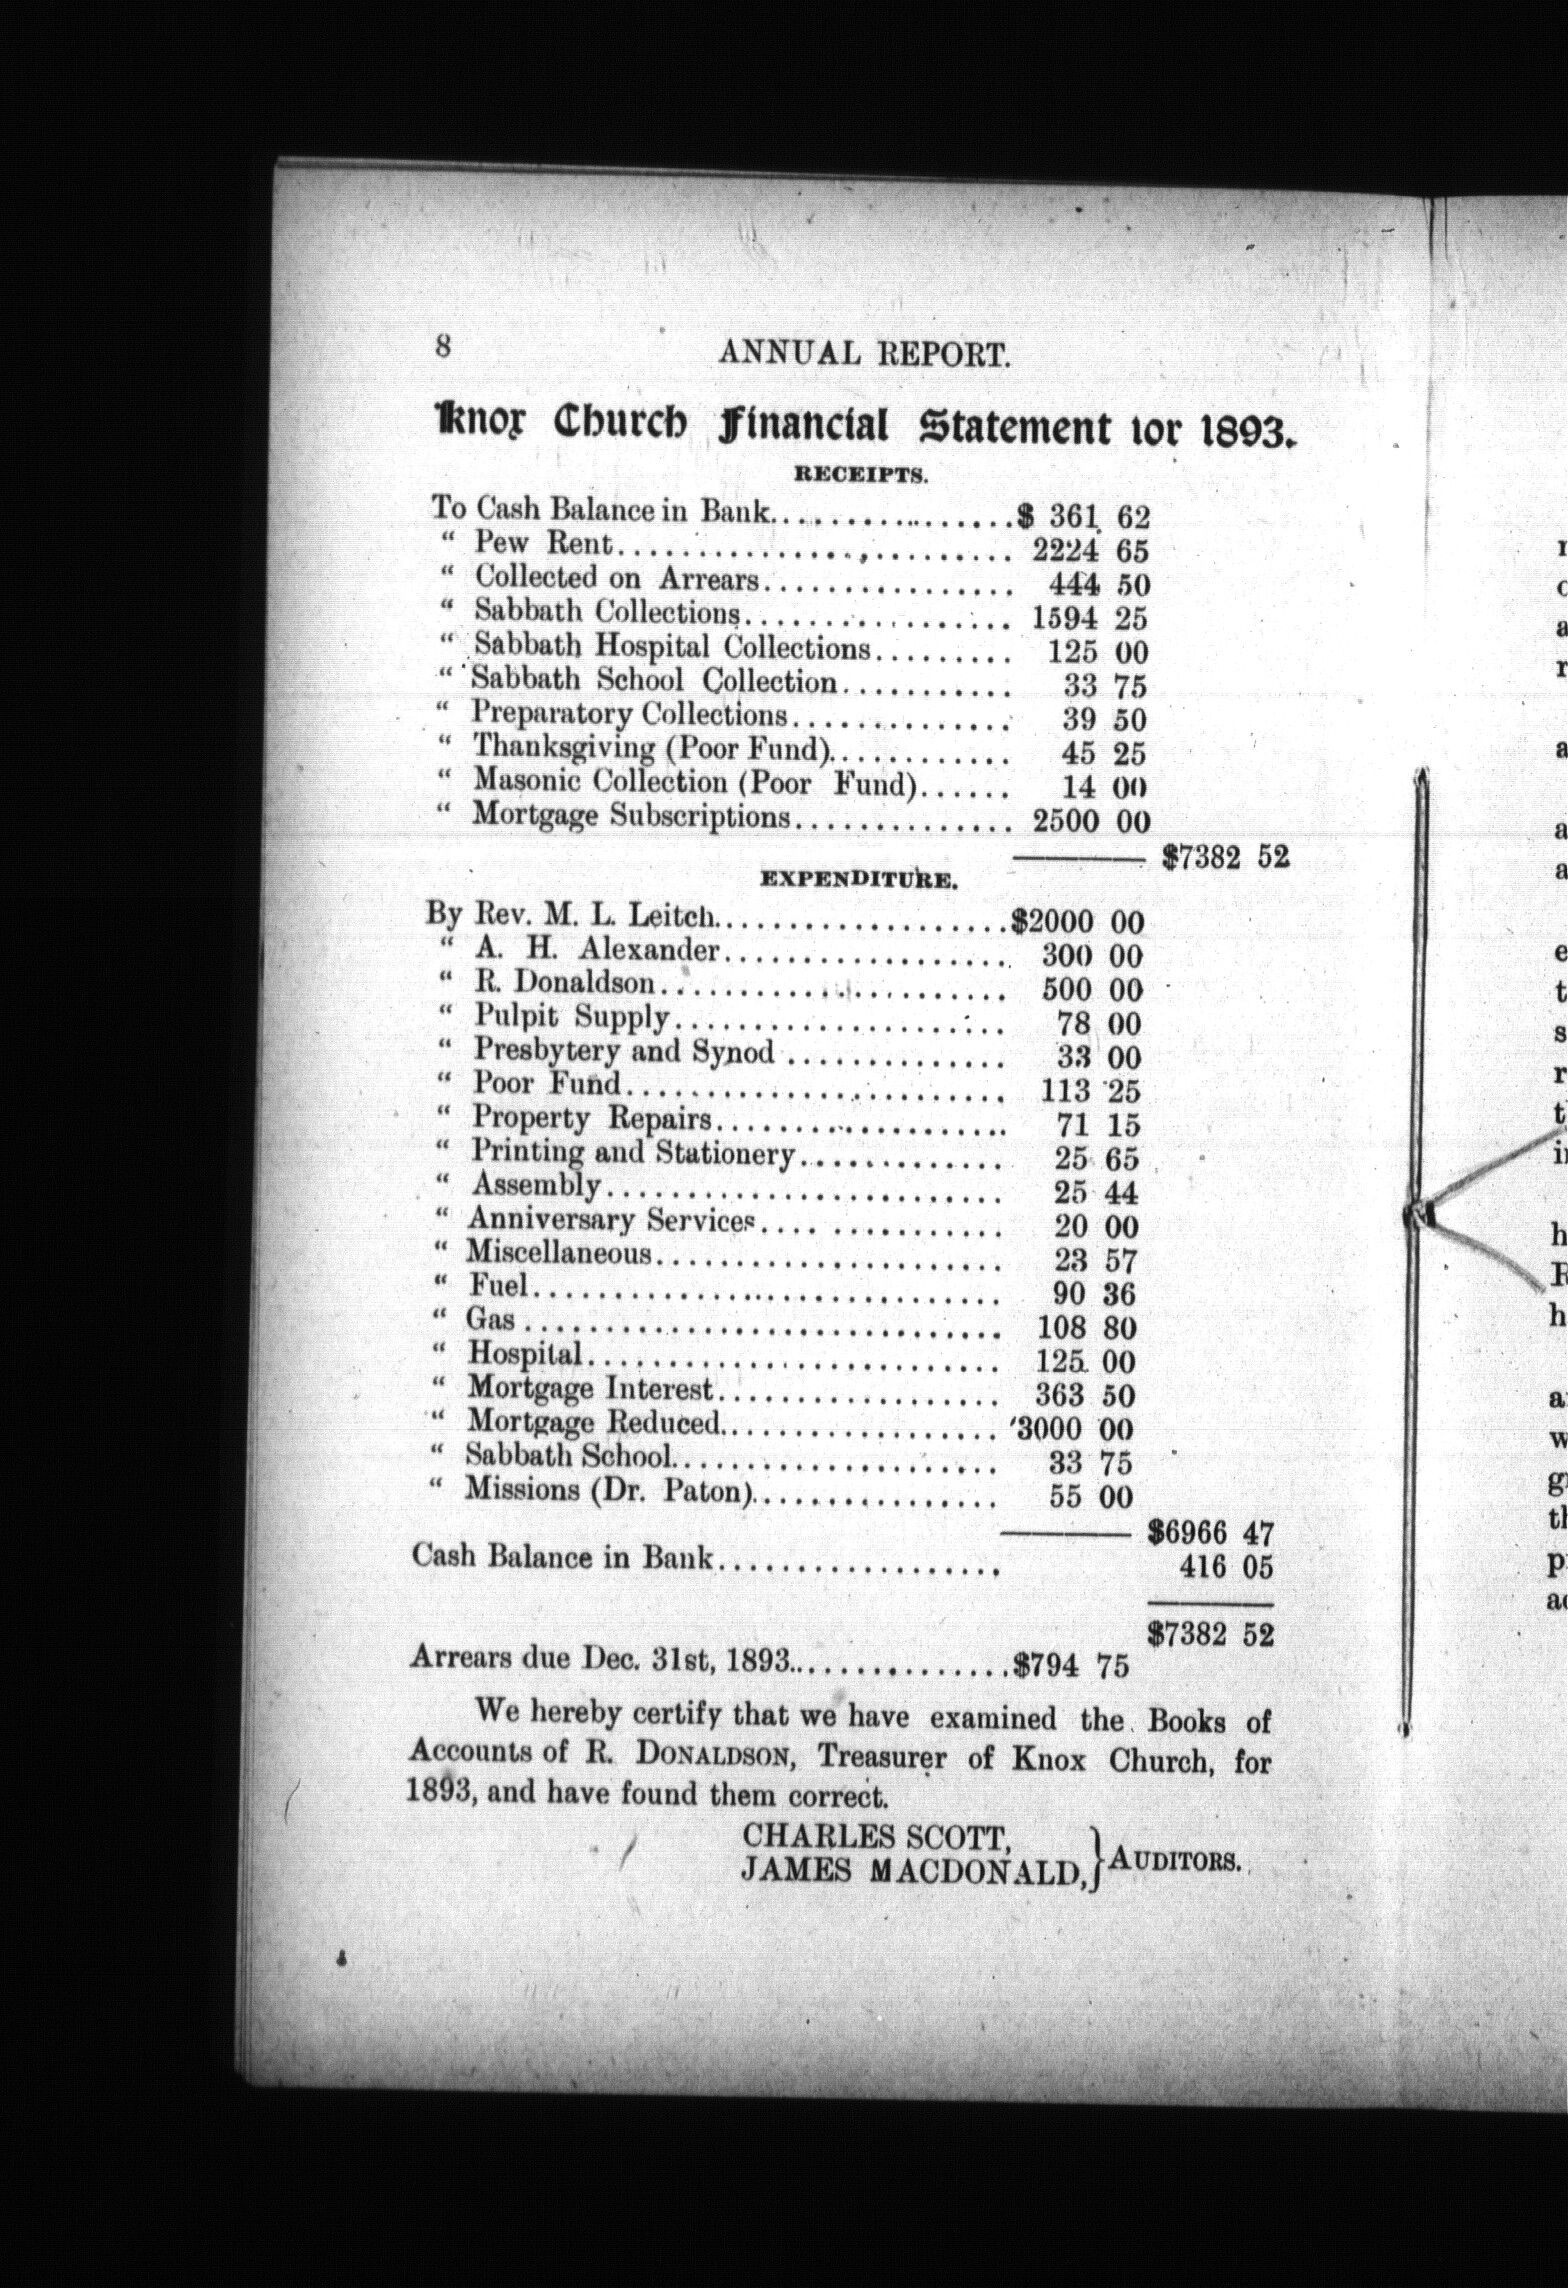 8 ANNUAL REPORT.
Knox Church Financial Statement for 1893.
RECEIPTS.
To Cash Balance in Bank................$ 361 62
“ Pew Rent......................... 2224 65
“ Collected on Arrears................ 444 50
“ Sabbath Collections................. 1594 25
“ Sabbath Hospital Collections......... 125 00
“ Sabbath School Collection........... 33 75
“ Preparatory Collections.............. 39 50
“ Thanksgiving (Poor Fund)............ 45 25
“ Masonic Collection (Poor Fund)...... 14 00
“ Mortgage Subscriptions.............. 2500 00
$7382 52
EXPENDITURE.
By Rev. M. L. Leitch...................$2000 00
“ A. H. Alexander.................. 300 00
“ R. Donaldson...................... 500 00
“ Pulpit Supply..................... 78 00
“ Presbytery and Synod .............. 33 00
“ Poor Fund........................ 113 25
“ Property Repairs................... 71 15
“ Printing and Stationery............. 25 65
“ Assembly......................... 25 44
“ Anniversary Services............... 20 00
“ Miscellaneous...................... 23 57
“ Fuel.............................. 90 36
“ Gas .............................. 108 80
“ Hospital.......................... 125 00
“ Mortgage Interest.................. 363 50
“ Mortgage Reduced.................. 3000 00
“ Sabbath School..................... 33 75
“ Missions (Dr. Paton)................ 55 00
$6966 47
Cash Balance in Bank.................. 416 05
$7382 52
Arrears due Dec. 31st, 1893...............$794 75
We hereby certify that we have examined the Books of
Accounts of R. DONALDSON, Treasurer of Knox Church, for
1893, and have found them correct.
CHARLES SCOTT,
JAMES MACDONALD, } AUDITORS.